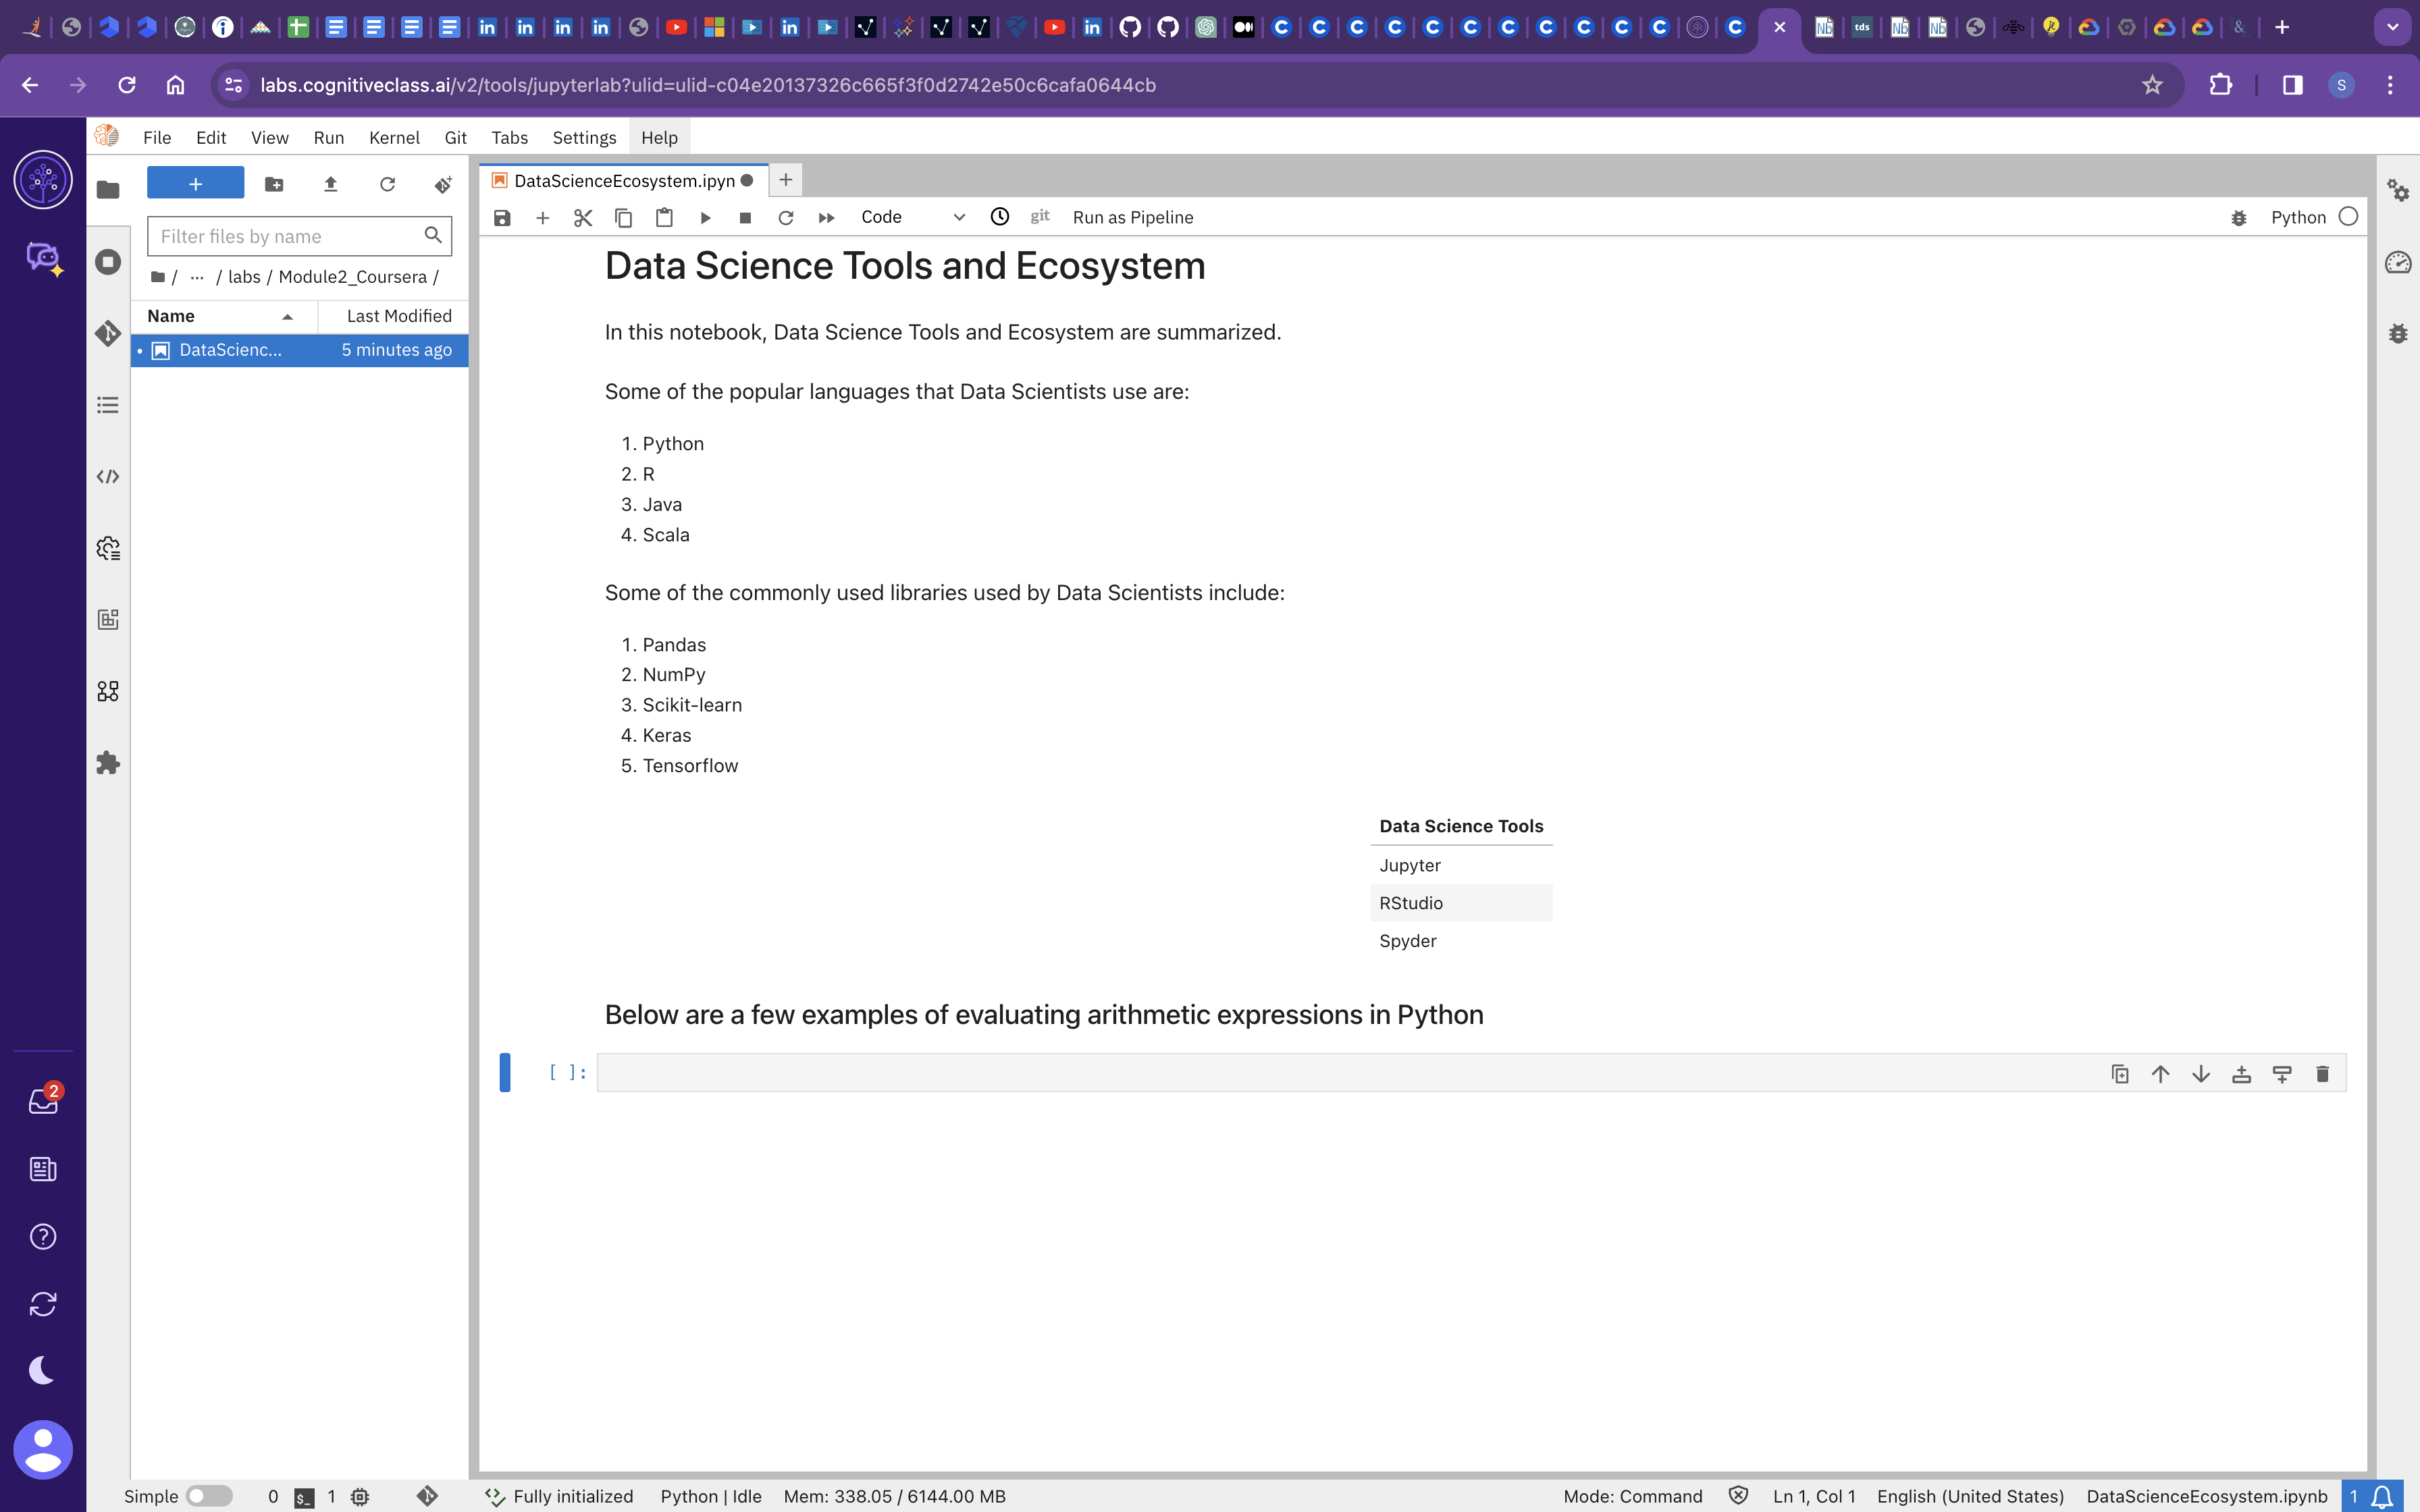 tds
labs.cognitiveclass.ai/v2/tools/jupyterlab?ulid=ulid-c04e20137326c665f3f0d2742e50c6cafa0644cb
S
File Edit View Run Kernel Git Tabs Settings Help
DataScienceEcosystem.ipyn
Code
git
Run as Pipeline
Python
Filter files by name
/ ... / labs / Module2_Coursera /
Name Last Modified
DataScienc... 5 minutes ago
Data Science Tools and Ecosystem
In this notebook, Data Science Tools and Ecosystem are summarized.
Some of the popular languages that Data Scientists use are:
1. Python
2. R
3. Java
4. Scala
Some of the commonly used libraries used by Data Scientists include:
1. Pandas
2. NumPy
3. Scikit-learn
4. Keras
5. Tensorflow
Data Science Tools
Jupyter
RStudio
Spyder
Below are a few examples of evaluating arithmetic expressions in Python
[ ]:
2
Simple 0 1 Fully initialized Python | Idle Mem: 338.05 / 6144.00 MB Mode: Command Ln 1, Col 1 English (United States) DataScienceEcosystem.ipynb 1